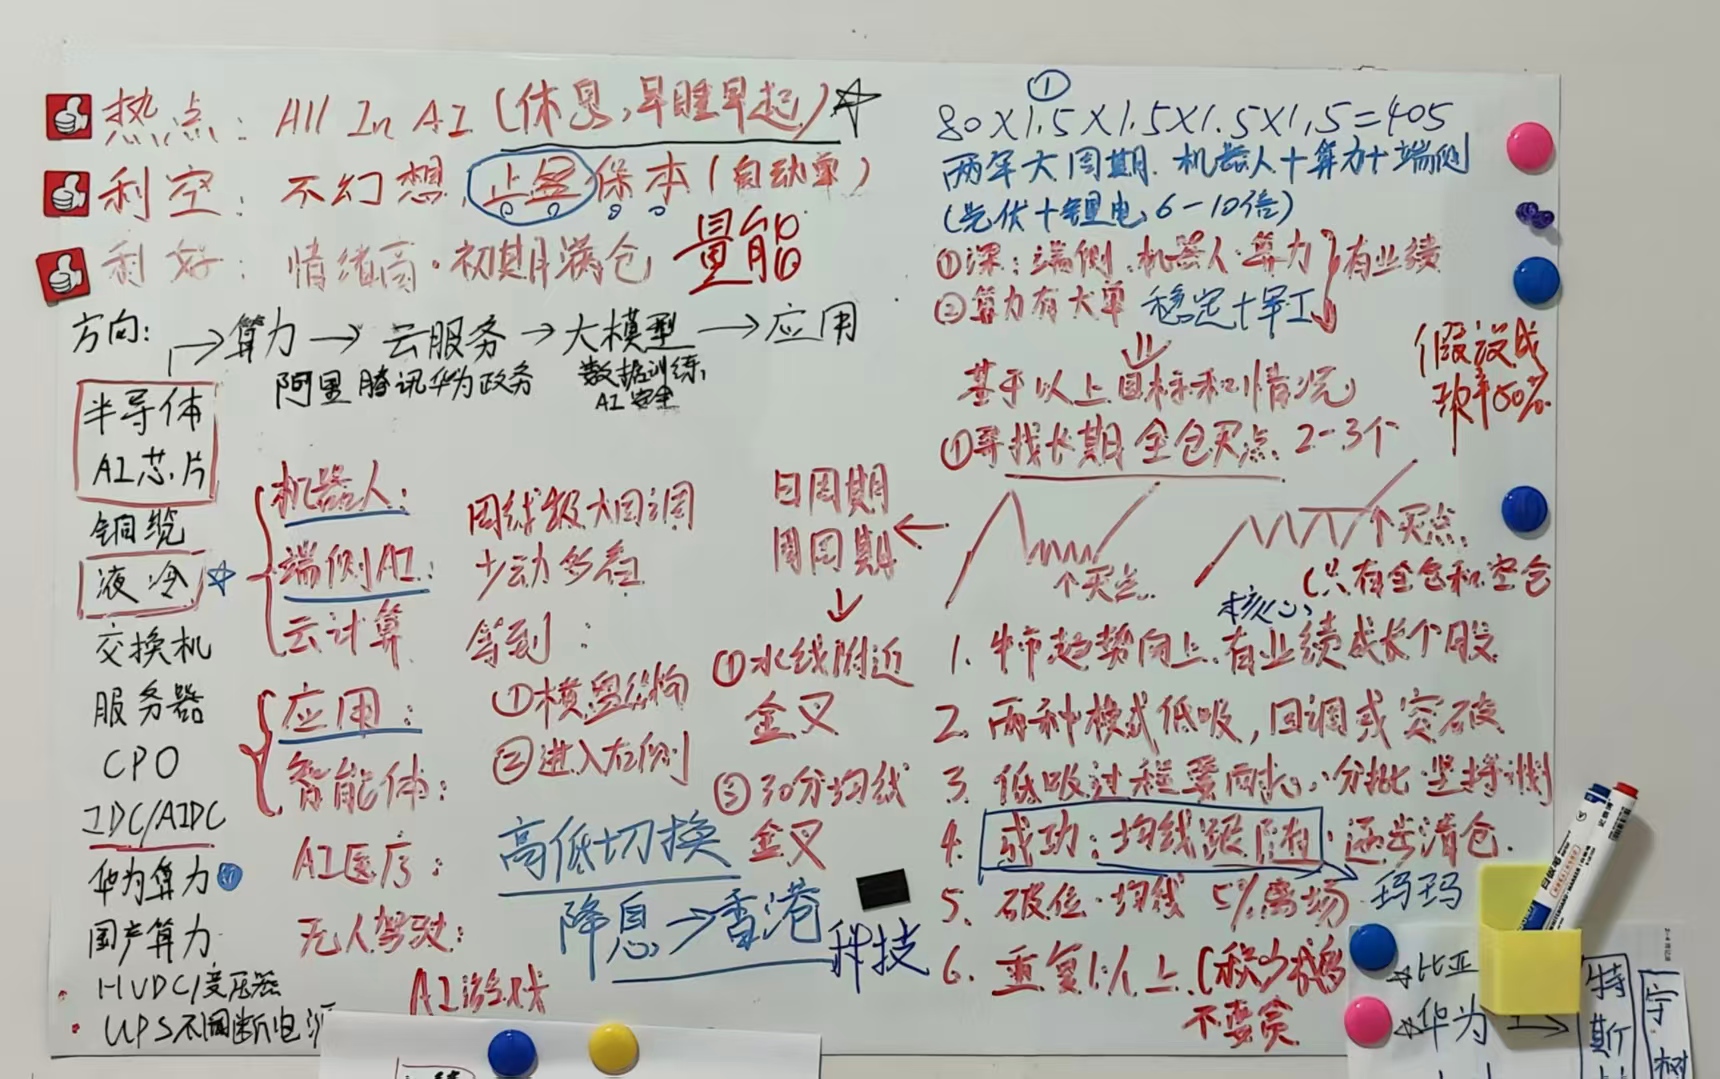 热点: All In AI (休息,早睡早起)
利空: 不幻想,止盈保本(自动单)
利好: 情绪高·初期满仓 量能
方向: →算力→云服务→大模型→应用
阿里 腾讯 华为 政务
数据训练
AI安全
半导体
AI芯片
铜缆
液冷
交换机
服务器
CPO
IDC/AIDC
华为算力
国产算力
HVDC/变压器
UPS不间断电源
机器人:
端侧AI:
云计算
应用:
智能体:
AI医疗:
无人驾驶:
AI游戏
周线级大回调
少动多看
等到:
①横盘结构
②进入右侧
高低切换
降息→香港科技
日周期
周周期
①水线附近
金叉
③30分均线
金叉
①
80×1.5×1.5×1.5×1.5=405
两年大周期. 机器人+算力+端侧
(光伏+锂电,6-10倍)
①深:端侧.机器人.算力 有业绩
②算力有大单 稳定+军工
假设成
功率50%.
基于以上目标和情况
①寻找长期全仓买点. 2-3个
个买点.
个买点.
(只有全仓和空仓
核心
1. 牛市趋势向上.有业绩成长个股
2. 两种模式低吸,回调或突破
3. 低吸过程要耐心·分批·坚持计划
4. 成功:均线跟随·逐步清仓.
5. 破位·均线 5%离场 玛玛
6. 重复以上.(积少成多
不要贪
比亚
华为
特
斯
宇
树